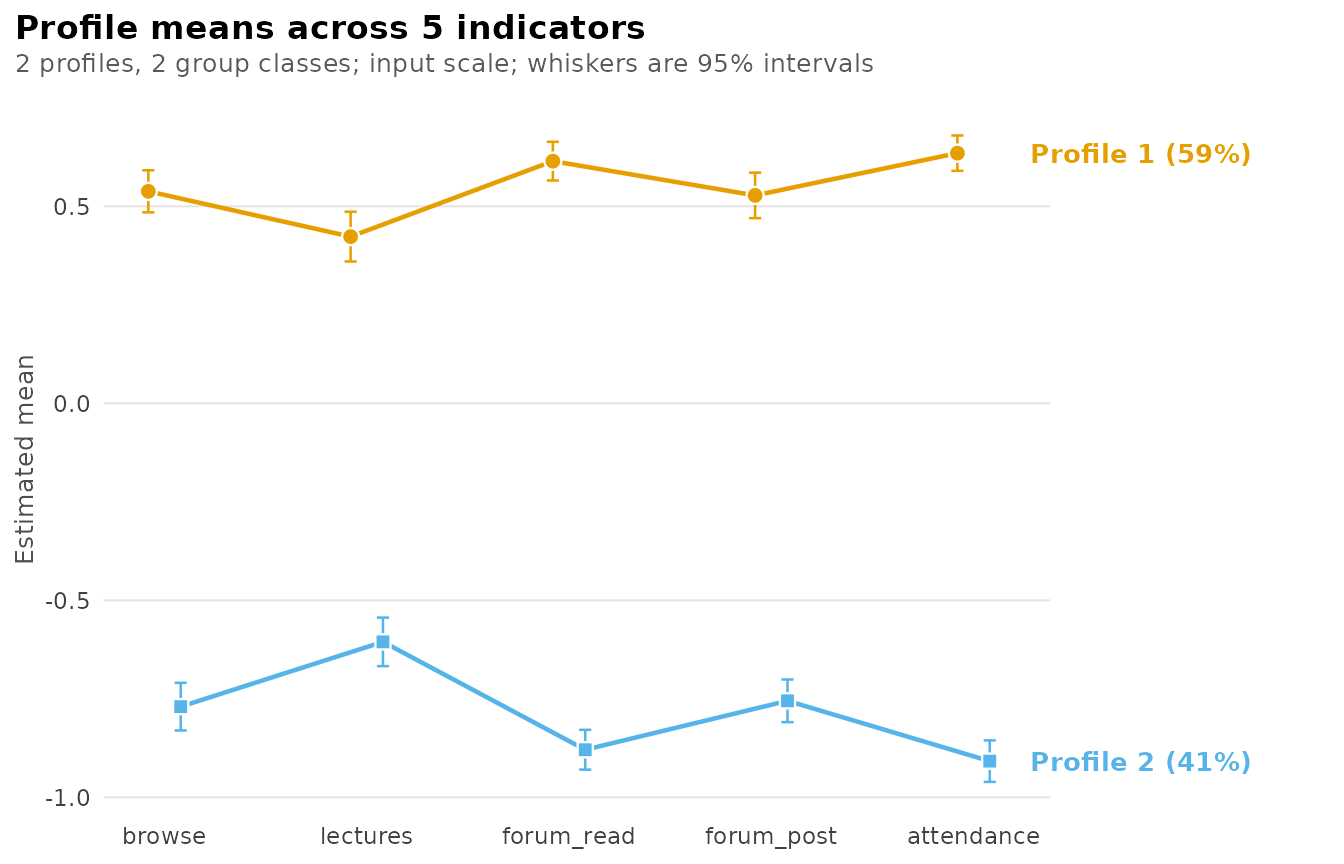 Profile means across 5 indicators
2 profiles, 2 group classes; input scale; whiskers are 95% intervals
Profile 1 (59%)
0.5
0.0
Estimated mean
-0.5
Profile 2 (41%)
-1.0
browse lectures forum_read forum_post attendance